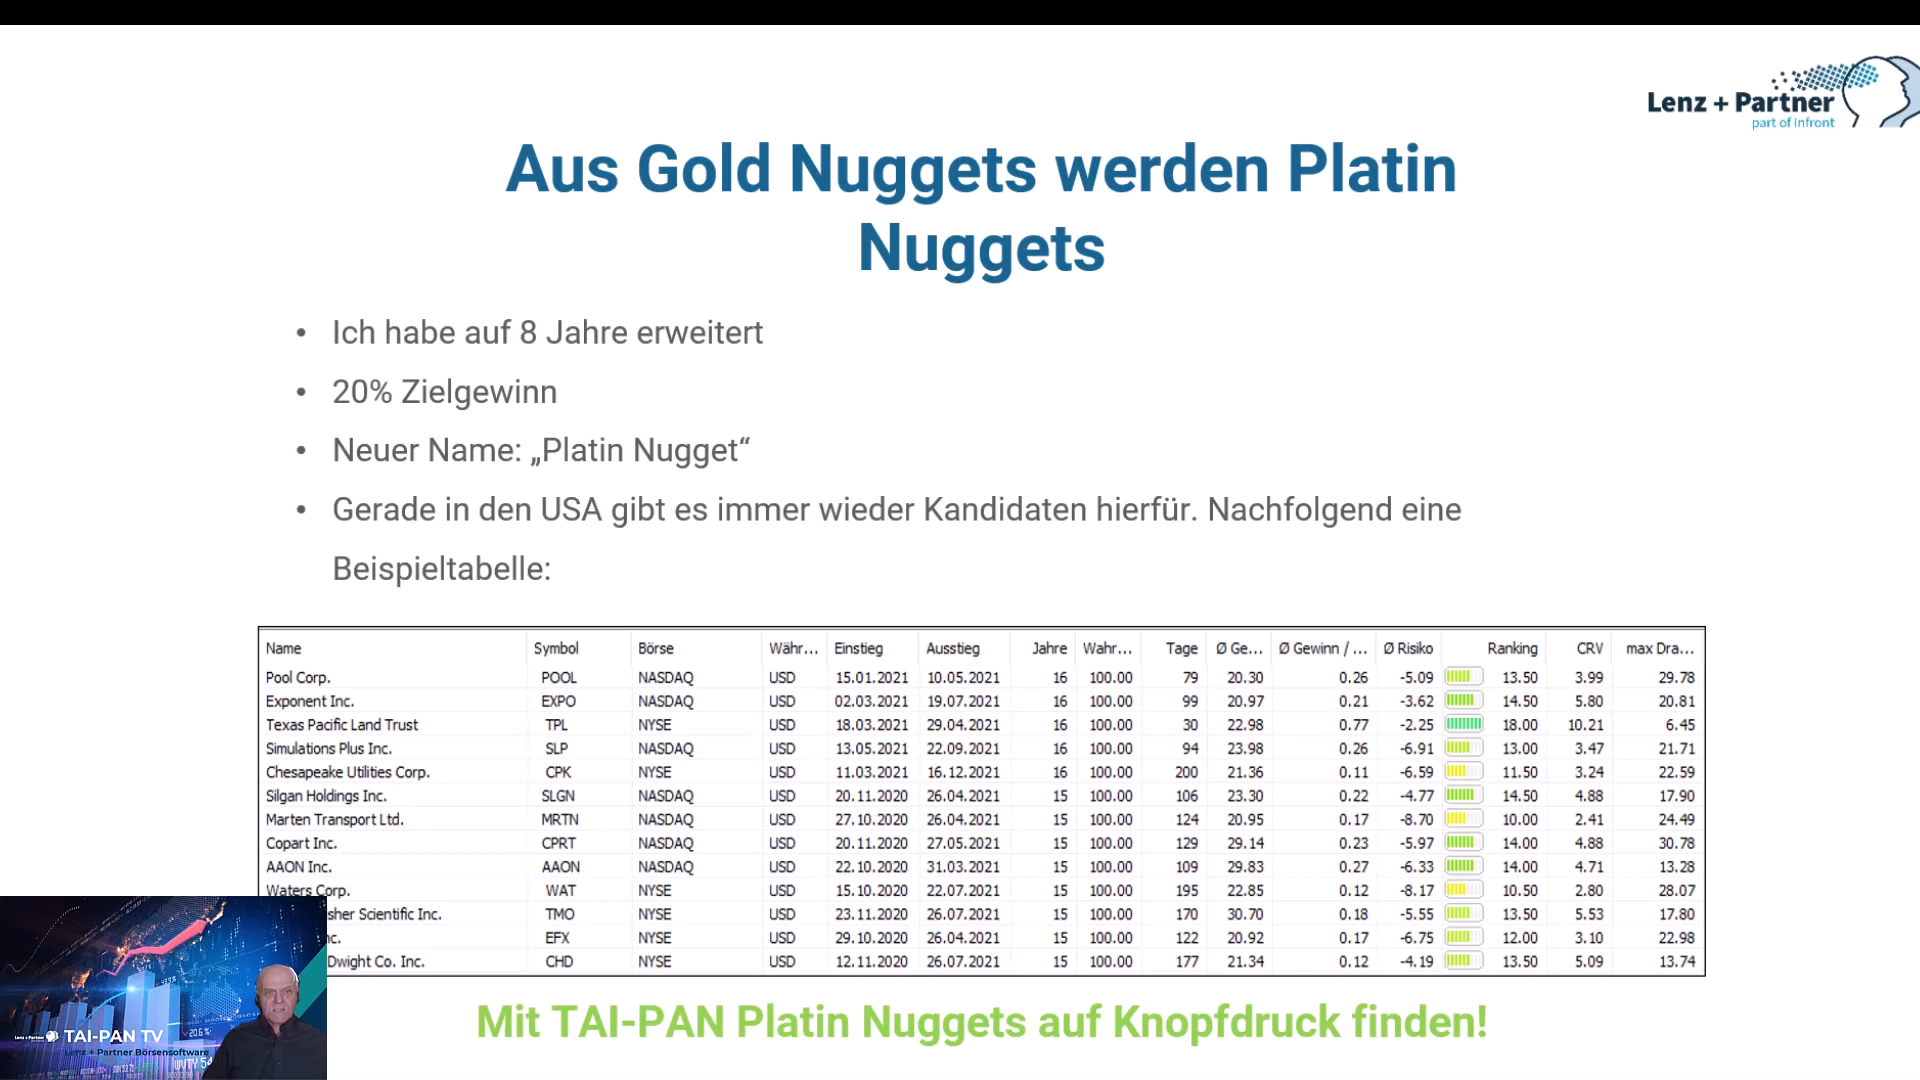 Lenz + Partner
part of Infront
Aus Gold Nuggets werden Platin
Nuggets
• Ich habe auf 8 Jahre erweitert
• 20% Zielgewinn
• Neuer Name: „Platin Nugget“
• Gerade in den USA gibt es immer wieder Kandidaten hierfür. Nachfolgend eine
Beispieltabelle:
Name Symbol Börse Währ... Einstieg Ausstieg Jahre Wahr... Tage Ø Ge... Ø Gewinn / ... Ø Risiko Ranking CRV max Dra...
Pool Corp. POOL NASDAQ USD 15.01.2021 10.05.2021 16 100.00 79 20.30 0.26 -5.09 13.50 3.99 29.78
Exponent Inc. EXPO NASDAQ USD 02.03.2021 19.07.2021 16 100.00 99 20.97 0.21 -3.62 14.50 5.80 20.81
Texas Pacific Land Trust TPL NYSE USD 18.03.2021 29.04.2021 16 100.00 30 22.98 0.77 -2.25 18.00 10.21 6.45
Simulations Plus Inc. SLP NASDAQ USD 13.05.2021 22.09.2021 16 100.00 94 23.98 0.26 -6.91 13.00 3.47 21.71
Chesapeake Utilities Corp. CPK NYSE USD 11.03.2021 16.12.2021 16 100.00 200 21.36 0.11 -6.59 11.50 3.24 22.59
Silgan Holdings Inc. SLGN NASDAQ USD 20.11.2020 26.04.2021 15 100.00 106 23.30 0.22 -4.77 14.50 4.88 17.90
Marten Transport Ltd. MRTN NASDAQ USD 27.10.2020 26.04.2021 15 100.00 124 20.95 0.17 -8.70 10.00 2.41 24.49
Copart Inc. CPRT NASDAQ USD 20.11.2020 27.05.2021 15 100.00 129 29.14 0.23 -5.97 14.00 4.88 30.78
AAON Inc. AAON NASDAQ USD 22.10.2020 31.03.2021 15 100.00 109 29.83 0.27 -6.33 14.00 4.71 13.28
Waters Corp. WAT NYSE USD 15.10.2020 22.07.2021 15 100.00 195 22.85 0.12 -8.17 10.50 2.80 28.07
sher Scientific Inc. TMO NYSE USD 23.11.2020 26.07.2021 15 100.00 170 30.70 0.18 -5.55 13.50 5.53 17.80
nc. EFX NYSE USD 29.10.2020 26.04.2021 15 100.00 122 20.92 0.17 -6.75 12.00 3.10 22.98
Dwight Co. Inc. CHD NYSE USD 12.11.2020 26.07.2021 15 100.00 177 21.34 0.12 -4.19 13.50 5.09 13.74
TAI-PAN TV
Lenz + Partner Börsensoftware
Mit TAI-PAN Platin Nuggets auf Knopfdruck finden!